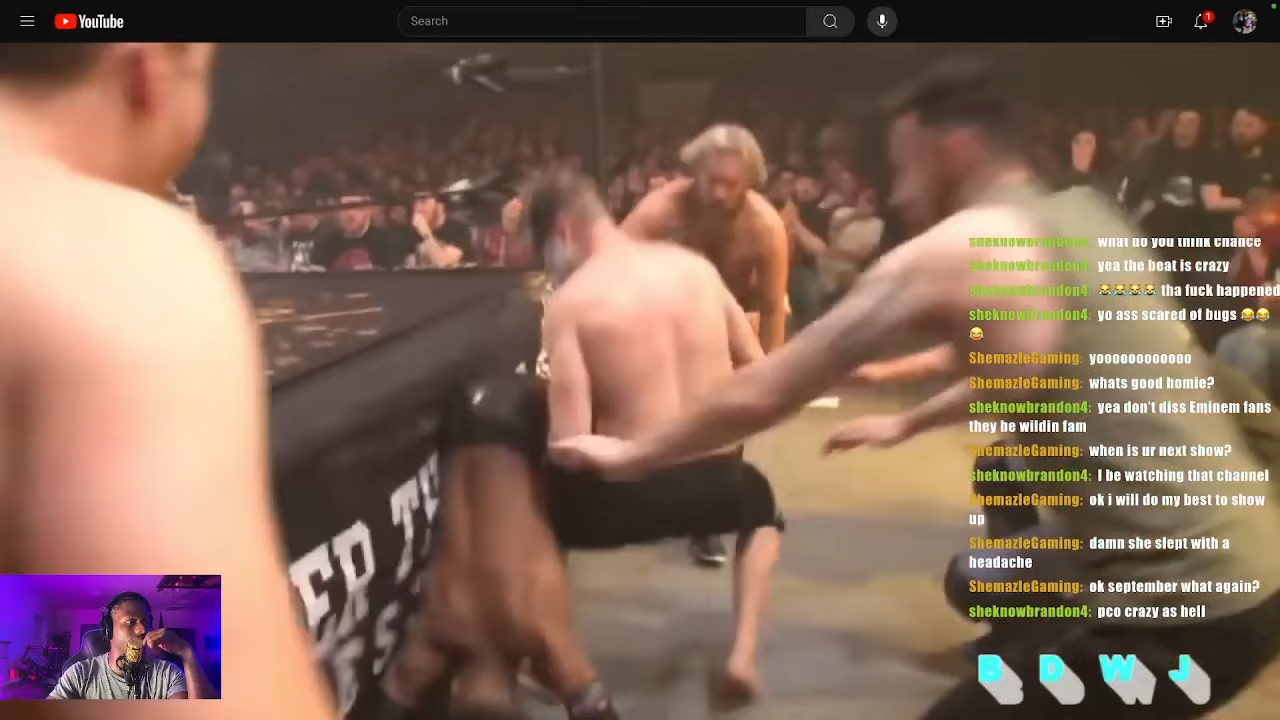 YouTube
Search
1
sheknowbrandon4: what do you think chance
sheknowbrandon4: yea the beat is crazy
sheknowbrandon4: 😂😂😂😂 tha fuck happened
sheknowbrandon4: yo ass scared of bugs 😂😂
😂
ShemazleGaming: yooooooooooo
ShemazleGaming: whats good homie?
sheknowbrandon4: yea don't diss Eminem fans
they be wildin fam
ShemazleGaming: when is ur next show?
sheknowbrandon4: I be watching that channel
ShemazleGaming: ok i will do my best to show
up
ShemazleGaming: damn she slept with a
headache
ShemazleGaming: ok september what again?
sheknowbrandon4: pco crazy as hell
B D W J